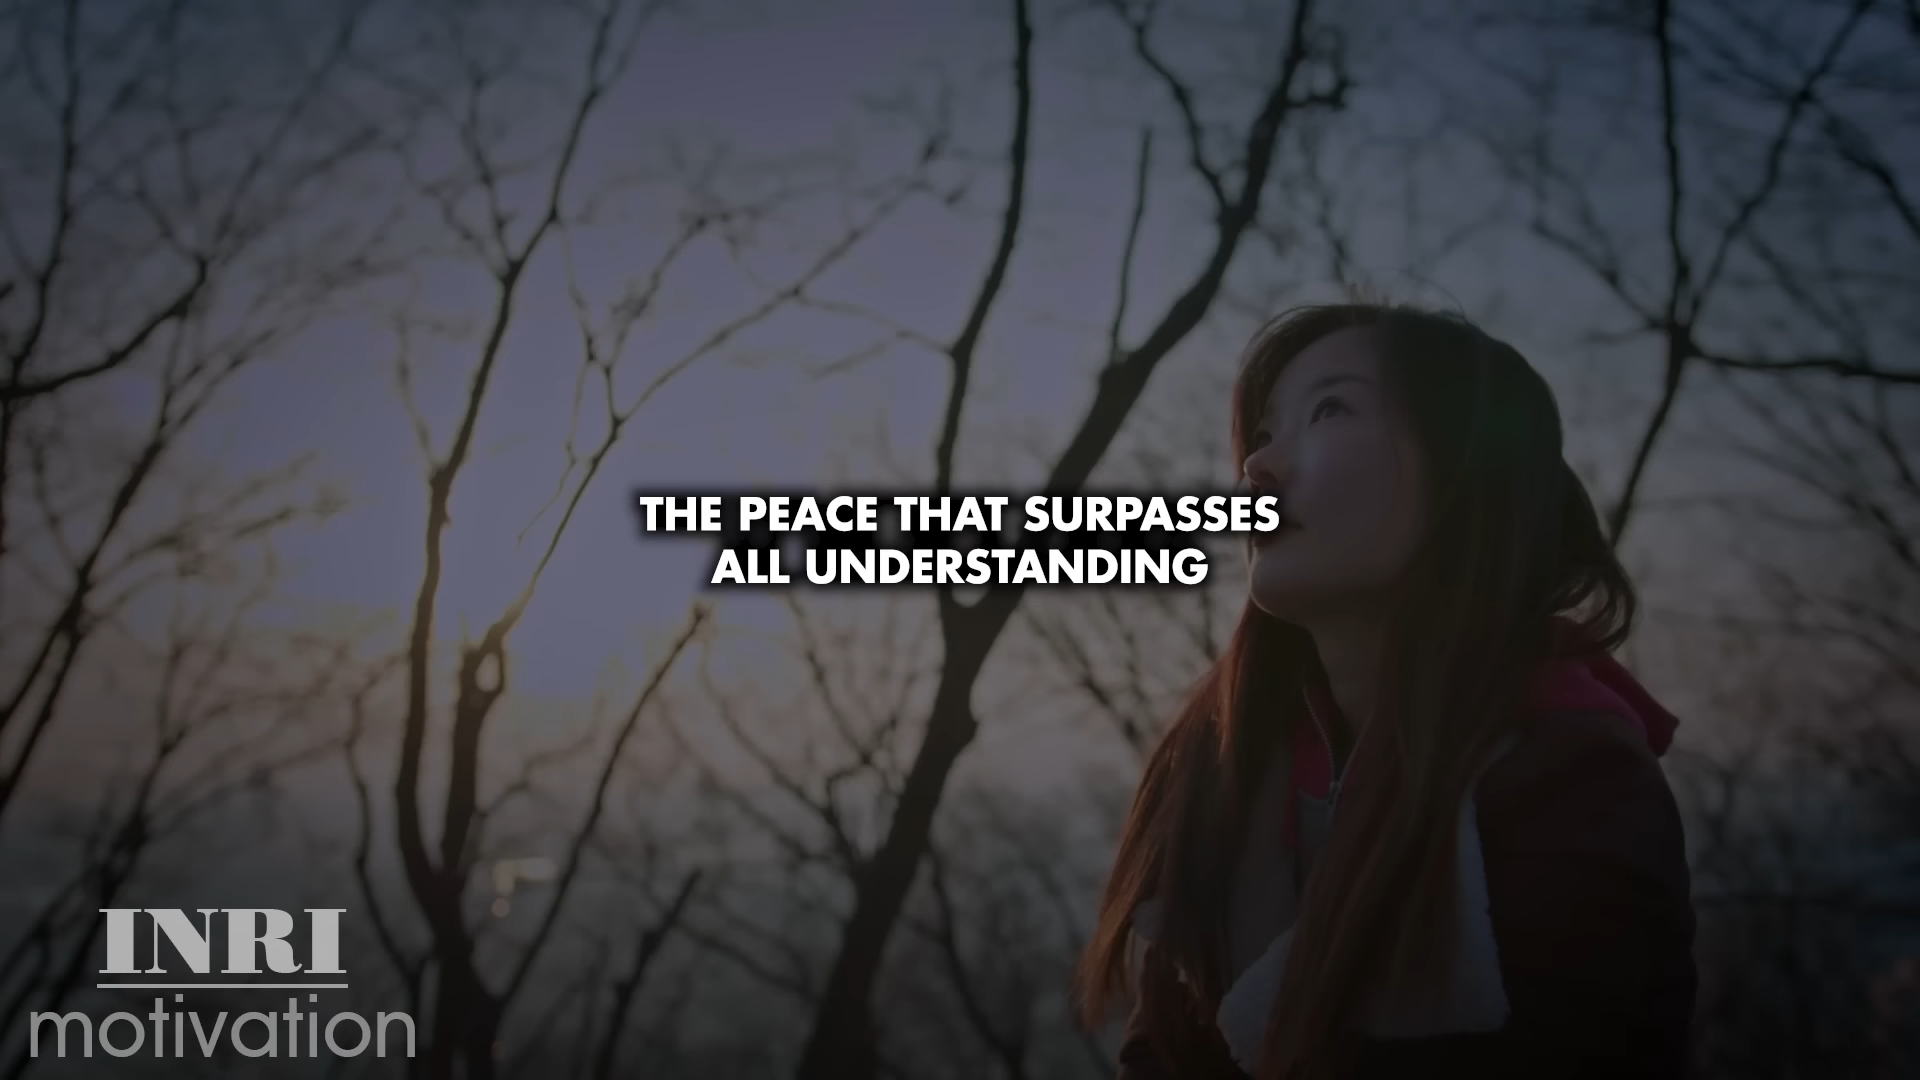 THE PEACE THAT SURPASSES
ALL UNDERSTANDING
INRI
motivation